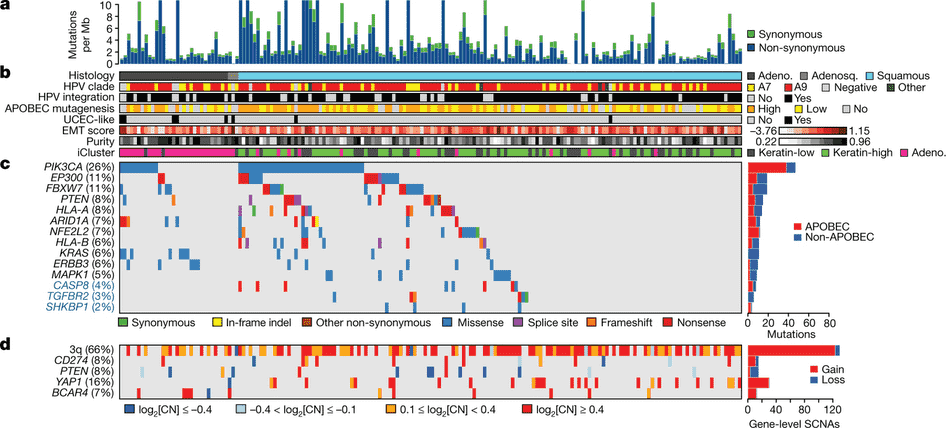 a
10
8
6
4
2
0
Mutations
per Mb
Synonymous
Non-synonymous
b
Histology
HPV clade
HPV integration
APOBEC mutagenesis
UCEC-like
EMT score
Purity
iCluster
Adeno. Adenosq. Squamous
A7 A9 Negative Other
No Yes
High Low No
No Yes
−3.76 1.15
0.22 0.96
Keratin-low Keratin-high Adeno.
c
PIK3CA (26%)
EP300 (11%)
FBXW7 (11%)
PTEN (8%)
HLA-A (8%)
ARID1A (7%)
NFE2L2 (7%)
HLA-B (6%)
KRAS (6%)
ERBB3 (6%)
MAPK1 (5%)
CASP8 (4%)
TGFBR2 (3%)
SHKBP1 (2%)
APOBEC
Non-APOBEC
0 20 40 60 80
Mutations
Synonymous In-frame indel Other non-synonymous Missense Splice site Frameshift Nonsense
d
3q (66%)
CD274 (8%)
PTEN (8%)
YAP1 (16%)
BCAR4 (7%)
Gain
Loss
0 40 80 120
Gene-level SCNAs
log2[CN] ≤ −0.4 −0.4 < log2[CN] ≤ −0.1 0.1 ≤ log2[CN] < 0.4 log2[CN] ≥ 0.4